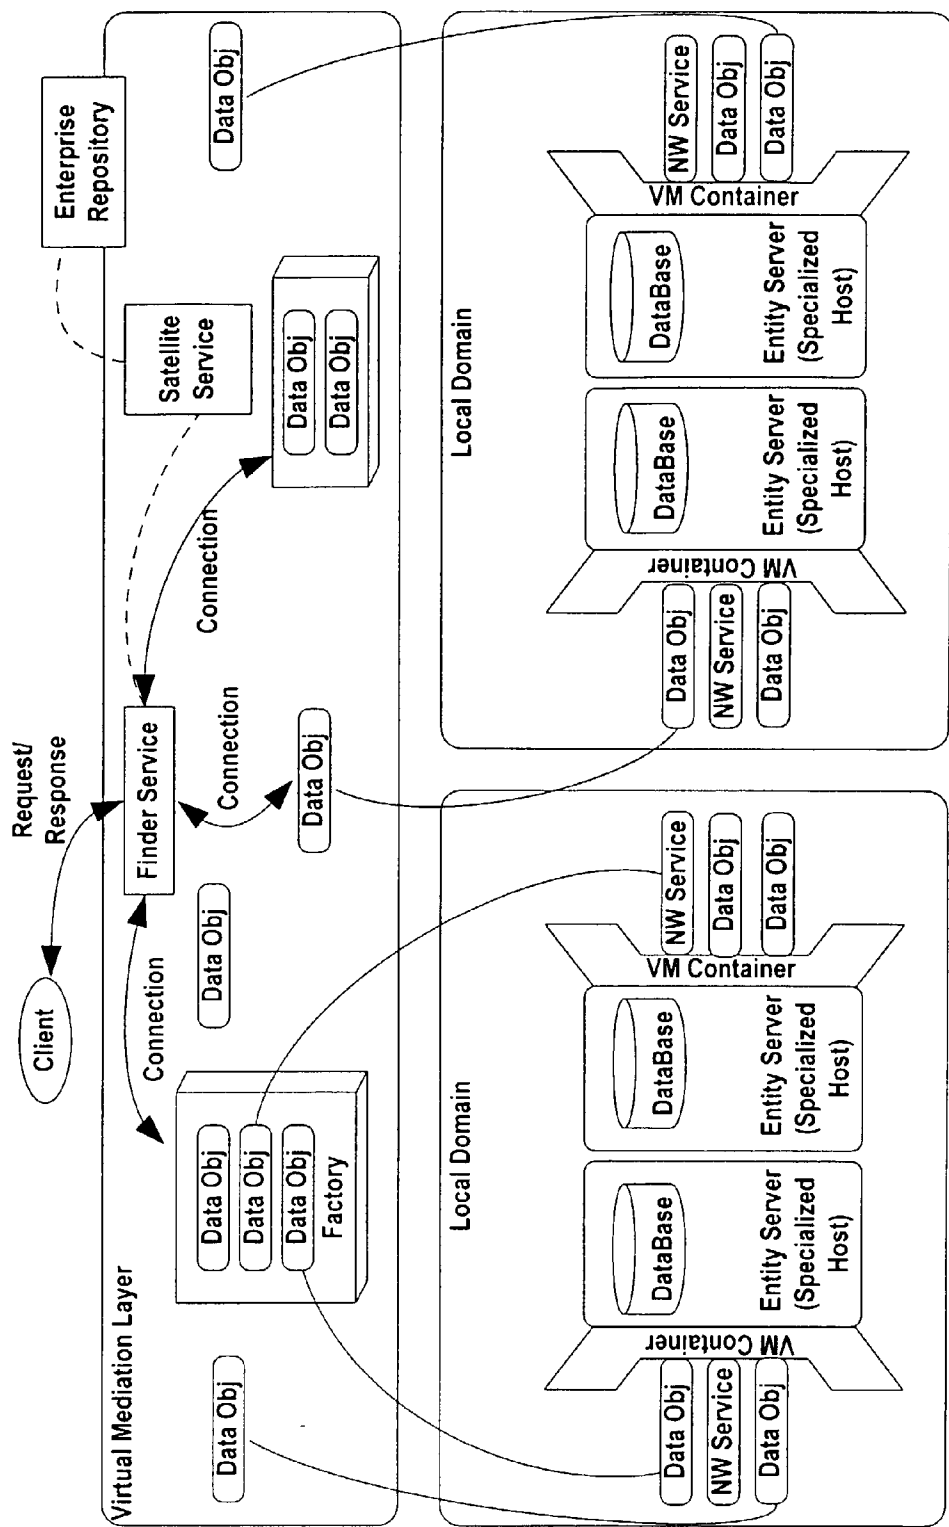 Client
Request/
Response
Enterprise
Repository
Virtual Mediation Layer
Finder Service
Satellite
Service
Connection
Connection
Connection
Data Obj
Data Obj
Data Obj
Data Obj
Factory
Data Obj
Data Obj
Data Obj
Data Obj
Data Obj
Local Domain
Data Obj
NW Service
Data Obj
VM Container
DataBase
Entity Server
(Specialized
Host)
DataBase
Entity Server
(Specialized
Host)
VM Container
NW Service
Data Obj
Data Obj
Local Domain
Data Obj
NW Service
Data Obj
VM Container
DataBase
Entity Server
(Specialized
Host)
DataBase
Entity Server
(Specialized
Host)
VM Container
NW Service
Data Obj
Data Obj